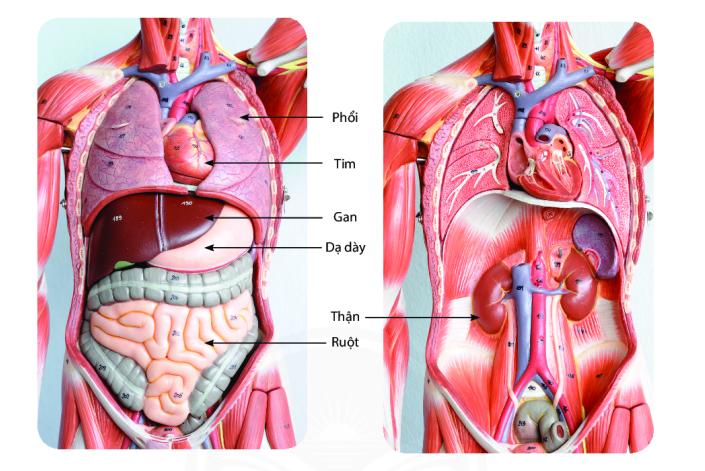 Phổi
Tim
Gan
Dạ dày
Thận
Ruột